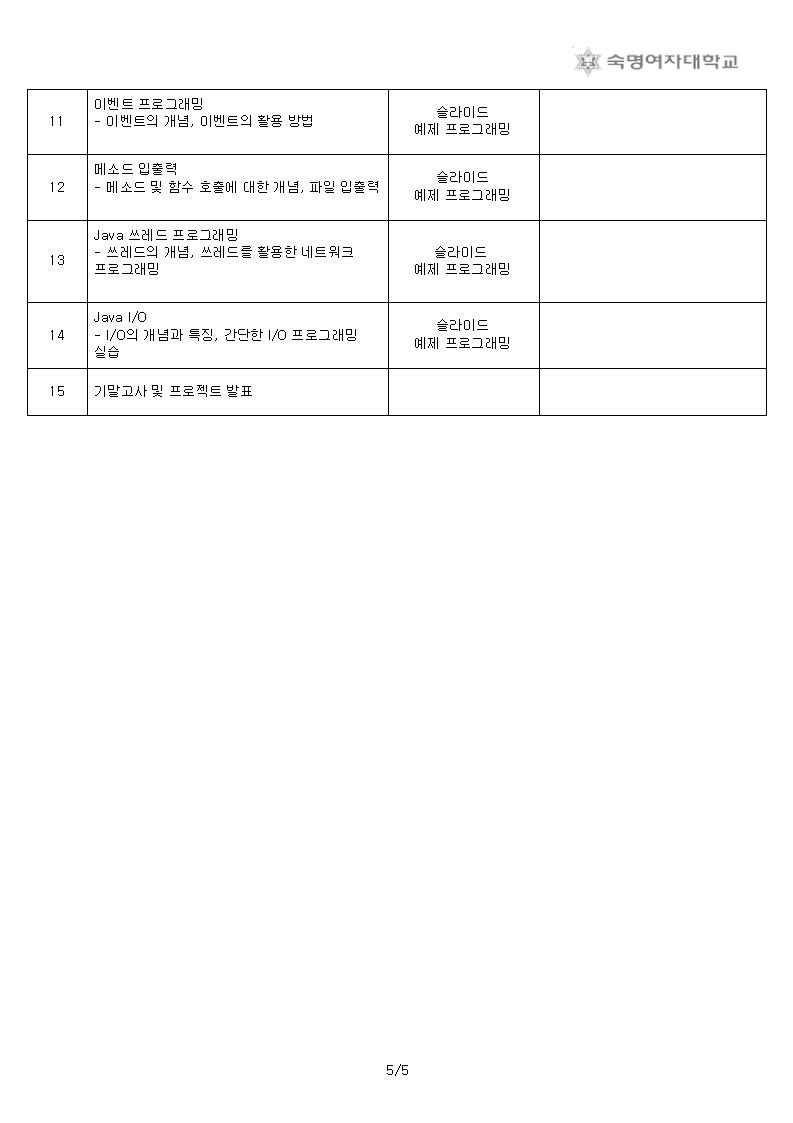 숙명여자대학교
11
이벤트 프로그래밍
- 이벤트의 개념, 이벤트의 활용 방법
슬라이드
예제 프로그래밍
12
메소드 입출력
- 메소드 및 함수 호출에 대한 개념, 파일 입출력
슬라이드
예제 프로그래밍
13
Java 쓰레드 프로그래밍
- 쓰레드의 개념, 쓰레드를 활용한 네트워크
프로그래밍
슬라이드
예제 프로그래밍
14
Java I/O
- I/O의 개념과 특징, 간단한 I/O 프로그래밍
실습
슬라이드
예제 프로그래밍
15
기말고사 및 프로젝트 발표
5/5